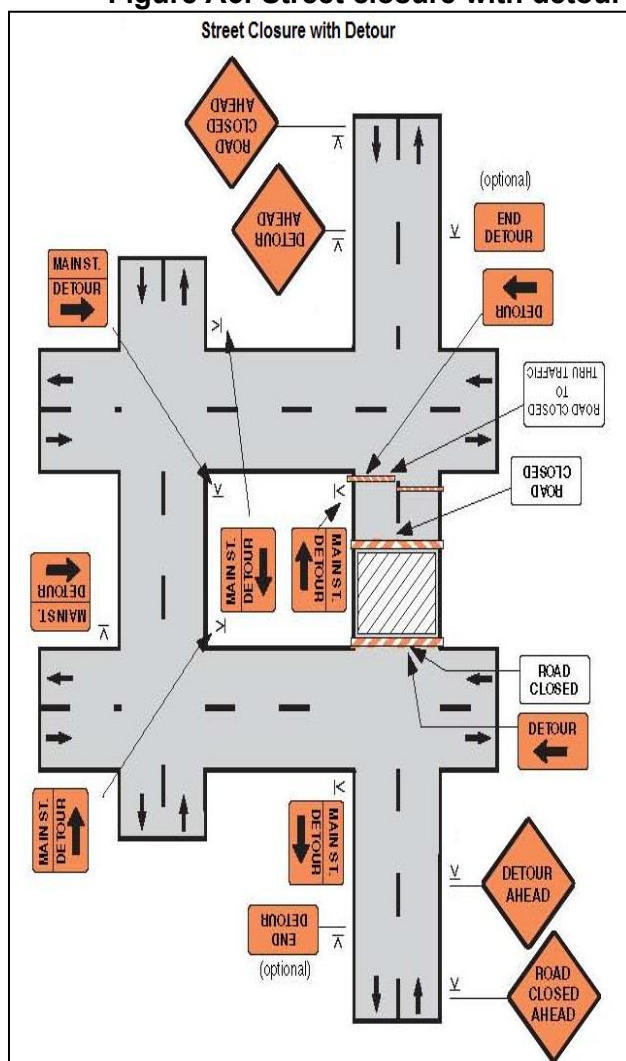 Figure A6. Street closure with detour
Street Closure with Detour
ROAD
CLOSED
AHEAD
DETOUR
AHEAD
(optional)
END
DETOUR
MAIN ST.
DETOUR
DETOUR
ROAD CLOSED
TO
THRU TRAFFIC
ROAD
CLOSED
MAIN ST.
DETOUR
MAIN ST.
DETOUR
MAIN ST.
DETOUR
ROAD
CLOSED
DETOUR
MAIN ST.
DETOUR
MAIN ST.
DETOUR
DETOUR
AHEAD
END
DETOUR
(optional)
ROAD
CLOSED
AHEAD